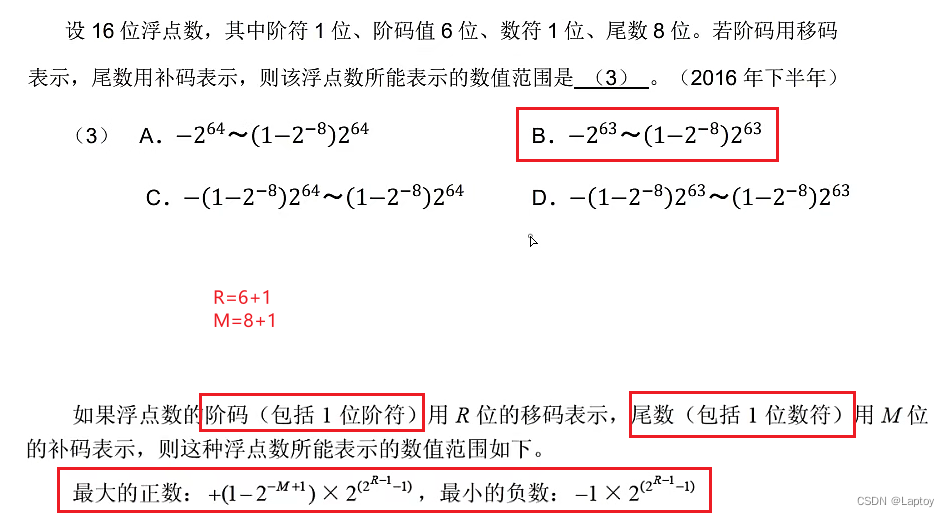 设 16 位浮点数，其中阶符 1 位、阶码值 6 位、数符 1 位、尾数 8 位。若阶码用移码
表示，尾数用补码表示，则该浮点数所能表示的数值范围是 （3） 。（2016 年下半年）
（3） A. −2^64～(1−2^−8)2^64 B. −2^63～(1−2^−8)2^63
C. −(1−2^−8)2^64～(1−2^−8)2^64 D. −(1−2^−8)2^63～(1−2^−8)2^63
R=6+1
M=8+1
如果浮点数的阶码（包括 1 位阶符）用 R 位的移码表示，尾数（包括 1 位数符）用 M 位
的补码表示，则这种浮点数所能表示的数值范围如下。
最大的正数：+(1−2^−M+1)×2^(2^R−1−1)，最小的负数：−1×2^(2^R−1−1)
CSDN @Laptoy